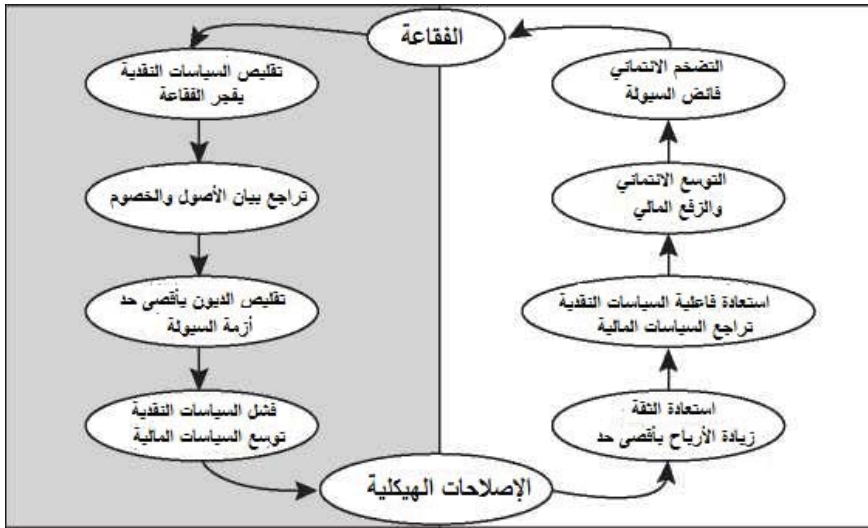 الفقاعة
تقليص السياسات النقدية
يفجر الفقاعة
تراجع بيان الأصول والخصوم
تقليص الديون بأقصى حد
أزمة السيولة
فشل السياسات النقدية
توسع السياسات المالية
الإصلاحات الهيكلية
استعادة الثقة
زيادة الأرباح بأقصى حد
استعادة فاعلية السياسات النقدية
تراجع السياسات المالية
التوسع الائتماني
والرفع المالي
التضخم الائتماني
فائض السيولة